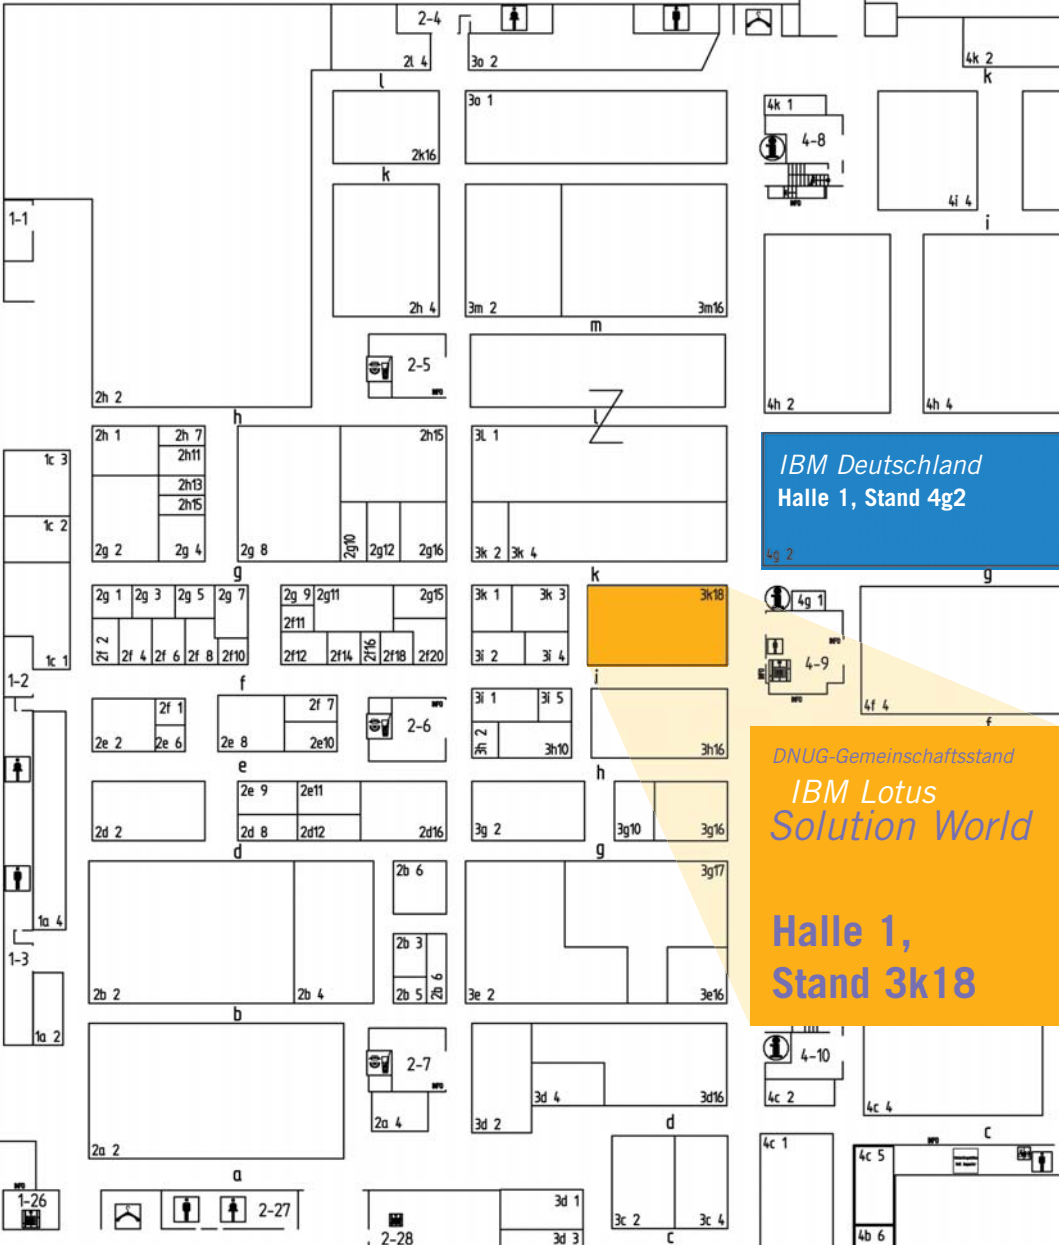 2-4
2l 4
3o 2
4k 2
l
k
3o 1
4k 1
4-8
2k16
k
4i 4
INFO
1-1
i
2h 4
3m 2
3m16
m
2-5
INFO
2h 2
4h 2
4h 4
h
l
2h 1
2h 7
2h15
3l 1
2h11
1c 3
2h13
2h15
IBM Deutschland
Halle 1, Stand 4g2
1c 2
2g 2
2g 4
2g 8
2g10
2g12
2g16
3k 2
3k 4
4g 2
g
k
g
2g 1
2g 3
2g 5
2g 7
2g 9
2g11
2g15
3k 1
3k 3
3k18
4g 1
2f11
INFO
2f 2
2f 4
2f 6
2f 8
2f10
2f12
2f14
2f16
2f18
2f20
3i 2
3i 4
4-9
1c 1
INFO
1-2
f
i
INFO
2f 1
2f 7
INFO
3i 1
3i 5
4f 4
2e 2
2e 6
2e 8
2e10
2-6
3h 2
3h10
3h16
f
e
h
DNUG-Gemeinschaftsstand
IBM Lotus
Solution World
2e 9
2e11
2d 2
2d 8
2d12
2d16
3g 2
3g10
3g16
d
g
2b 6
3g17
1a 4
Halle 1,
Stand 3k18
2b 3
1-3
2b 2
2b 4
2b 5
2b 6
3e 2
3e16
b
1a 2
2-7
4-10
INFO
INFO
3d 4
3d16
4c 2
4c 4
2a 4
3d 2
d
c
2a 2
4c 1
INFO
4c 5
a
INFO
1-26
2-27
3d 1
3c 2
3c 4
2-28
3d 3
c
4b 6